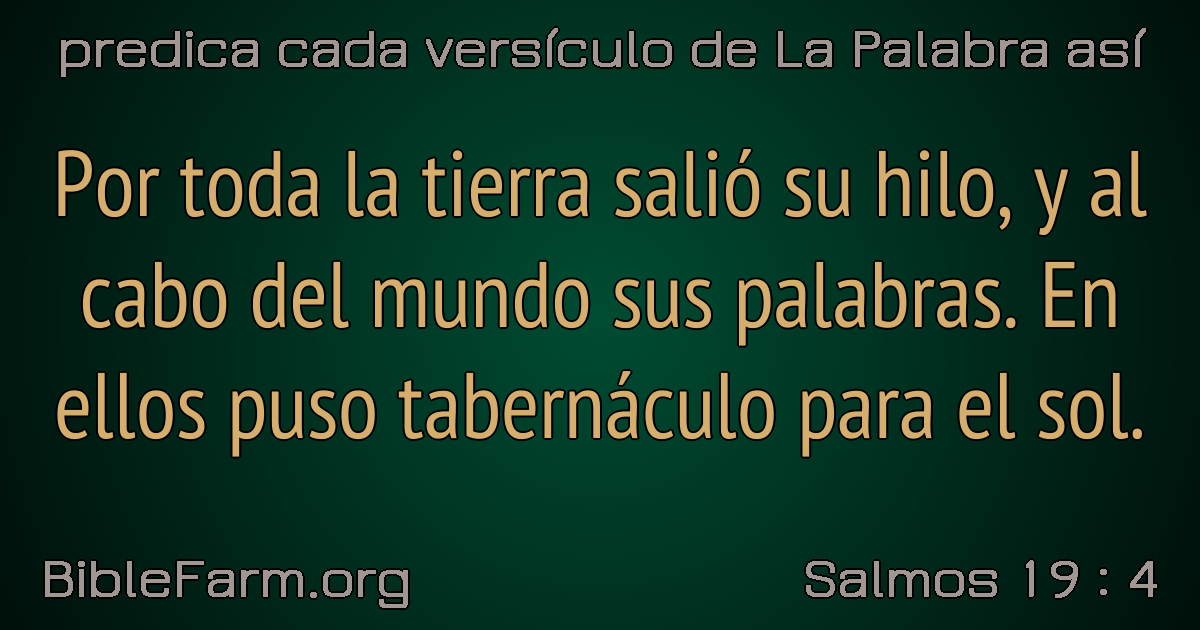 predica cada versículo de La Palabra así
Por toda la tierra salió su hilo, y al
cabo del mundo sus palabras. En
ellos puso tabernáculo para el sol.
BibleFarm.org
Salmos 19 : 4